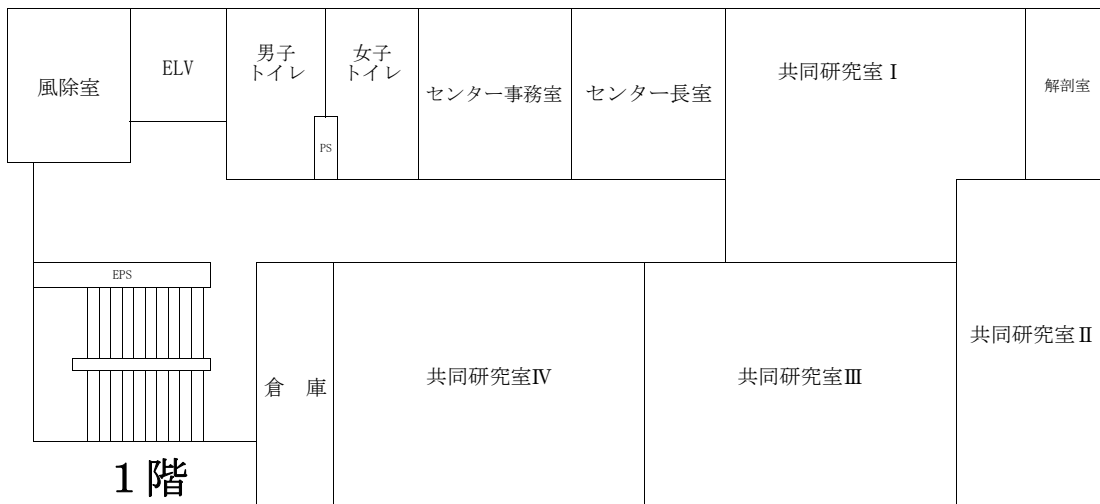 風除室
ELV
男子
トイレ
女子
トイレ
PS
センター事務室
センター長室
共同研究室Ⅰ
解剖室
EPS
倉　庫
共同研究室Ⅳ
共同研究室Ⅲ
共同研究室Ⅱ
１階